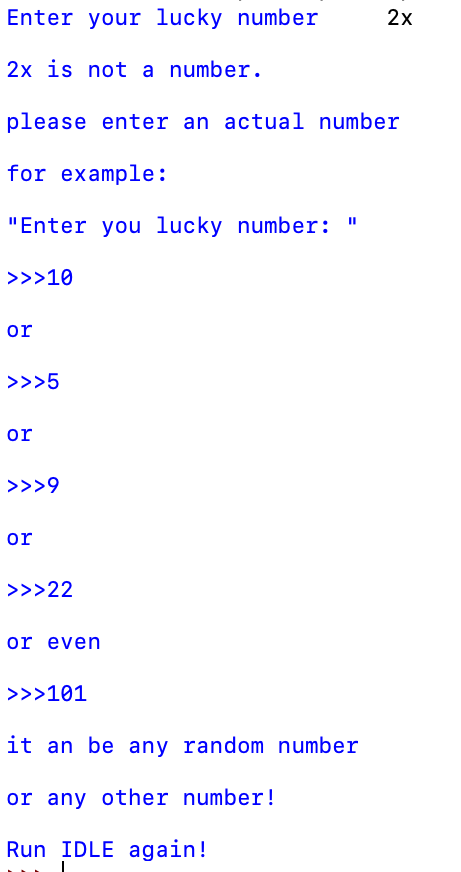 Enter your lucky number     2x
2x is not a number.
please enter an actual number
for example:
"Enter you lucky number: "
>>>10
or
>>>5
or
>>>9
or
>>>22
or even
>>>101
it an be any random number
or any other number!
Run IDLE again!
>>>